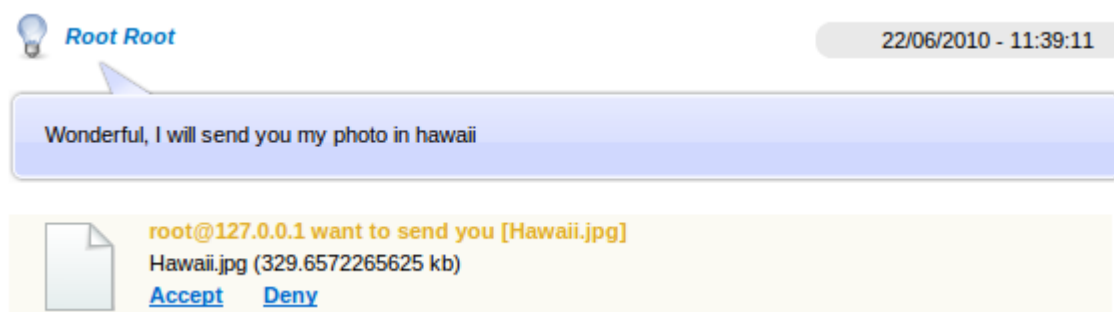 Root Root
22/06/2010 - 11:39:11
Wonderful, I will send you my photo in hawaii
root@127.0.0.1 want to send you [Hawaii.jpg]
Hawaii.jpg (329.6572265625 kb)
Accept Deny